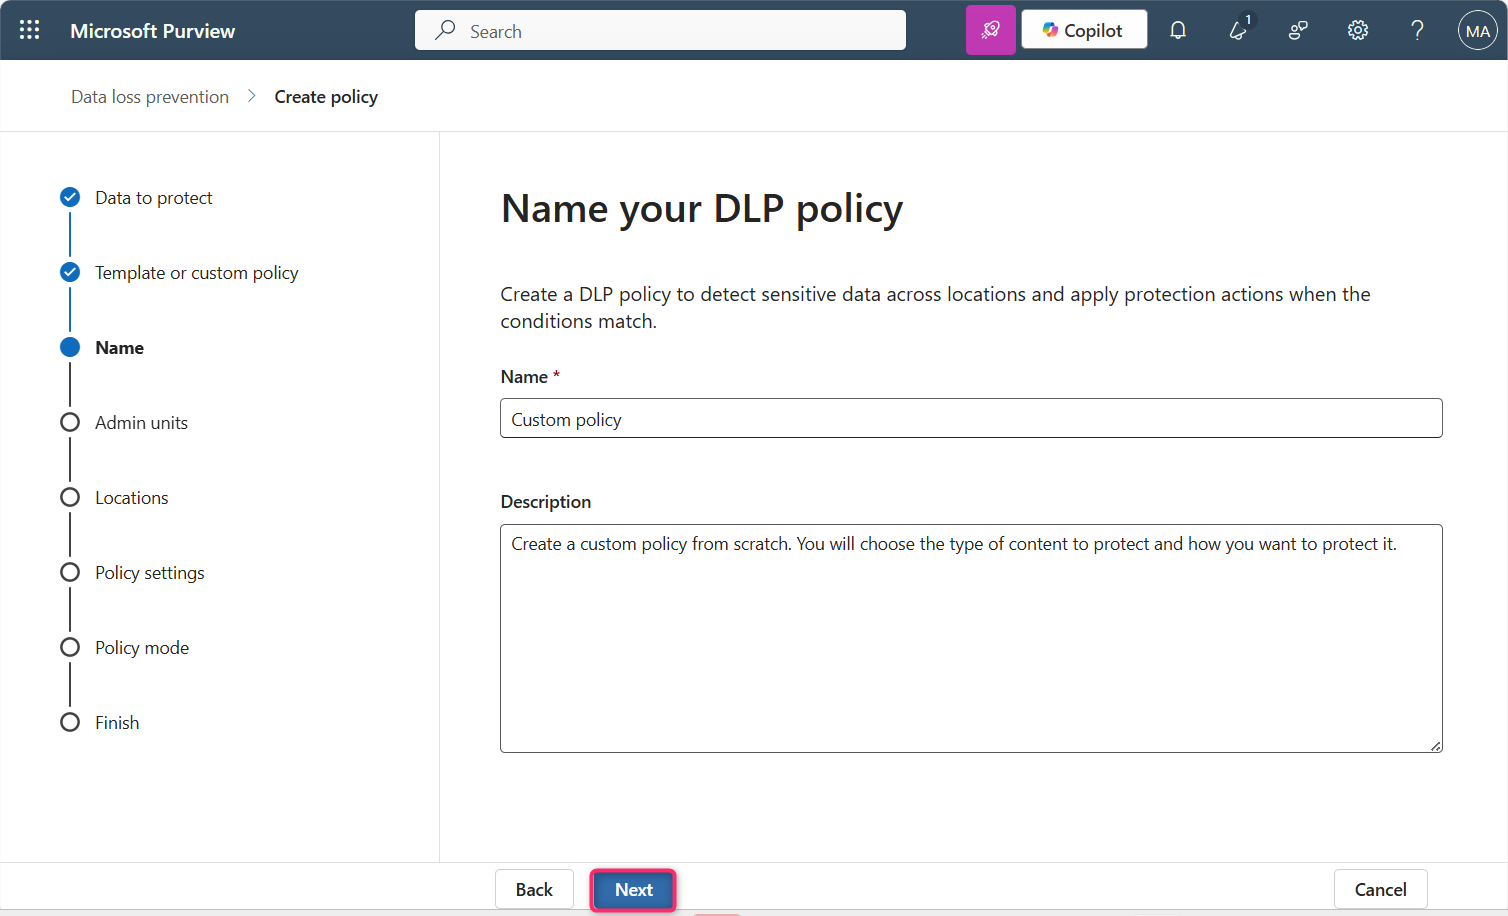 Microsoft Purview
Search
Copilot
1
MA
Data loss prevention > Create policy
Data to protect
Template or custom policy
Name
Admin units
Locations
Policy settings
Policy mode
Finish
Name your DLP policy
Create a DLP policy to detect sensitive data across locations and apply protection actions when the
conditions match.
Name *
Custom policy
Description
Create a custom policy from scratch. You will choose the type of content to protect and how you want to protect it.
Back
Next
Cancel